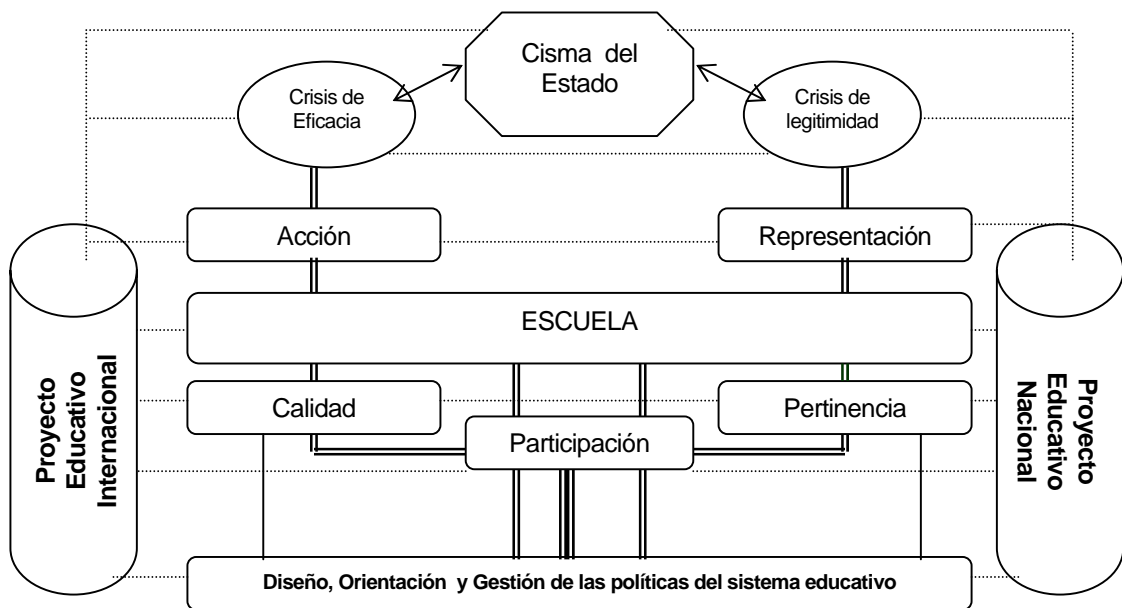 Cisma del
Estado
Crisis de
Eficacia
Crisis de
legitimidad
Acción
Representación
ESCUELA
Calidad
Pertinencia
Participación
Proyecto
Educativo
Internacional
Proyecto
Educativo
Nacional
Diseño, Orientación y Gestión de las políticas del sistema educativo